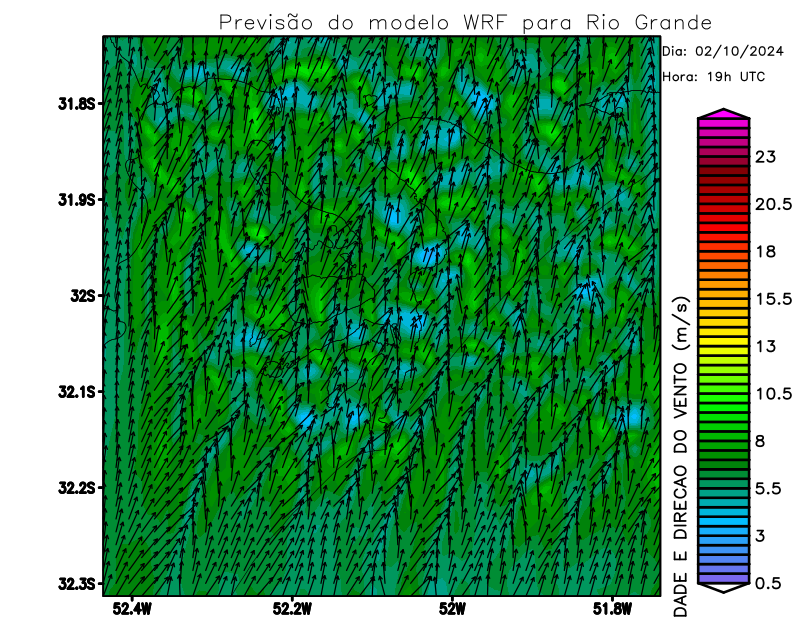 Previsão do modelo WRF para Rio Grande
Dia: 02/10/2024
Hora: 19h UTC
31.8S
31.9S
32S
32.1S
32.2S
32.3S
52.4W
52.2W
52W
51.8W
DADE E DIRECAO DO VENTO (m/s)
23
20.5
18
15.5
13
10.5
8
5.5
3
0.5